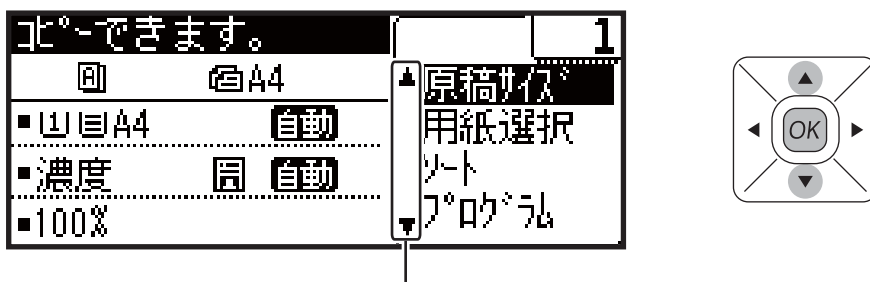 ｺﾋﾟｰできます。 1
A A4
■1 A4 自動 
■濃度 自動
■100%
▲ 原稿ｻｲｽﾞ
用紙選択
ｿｰﾄ
▼ ﾌﾟﾛｸﾞﾗﾑ
▲
◀ OK ▶
▼